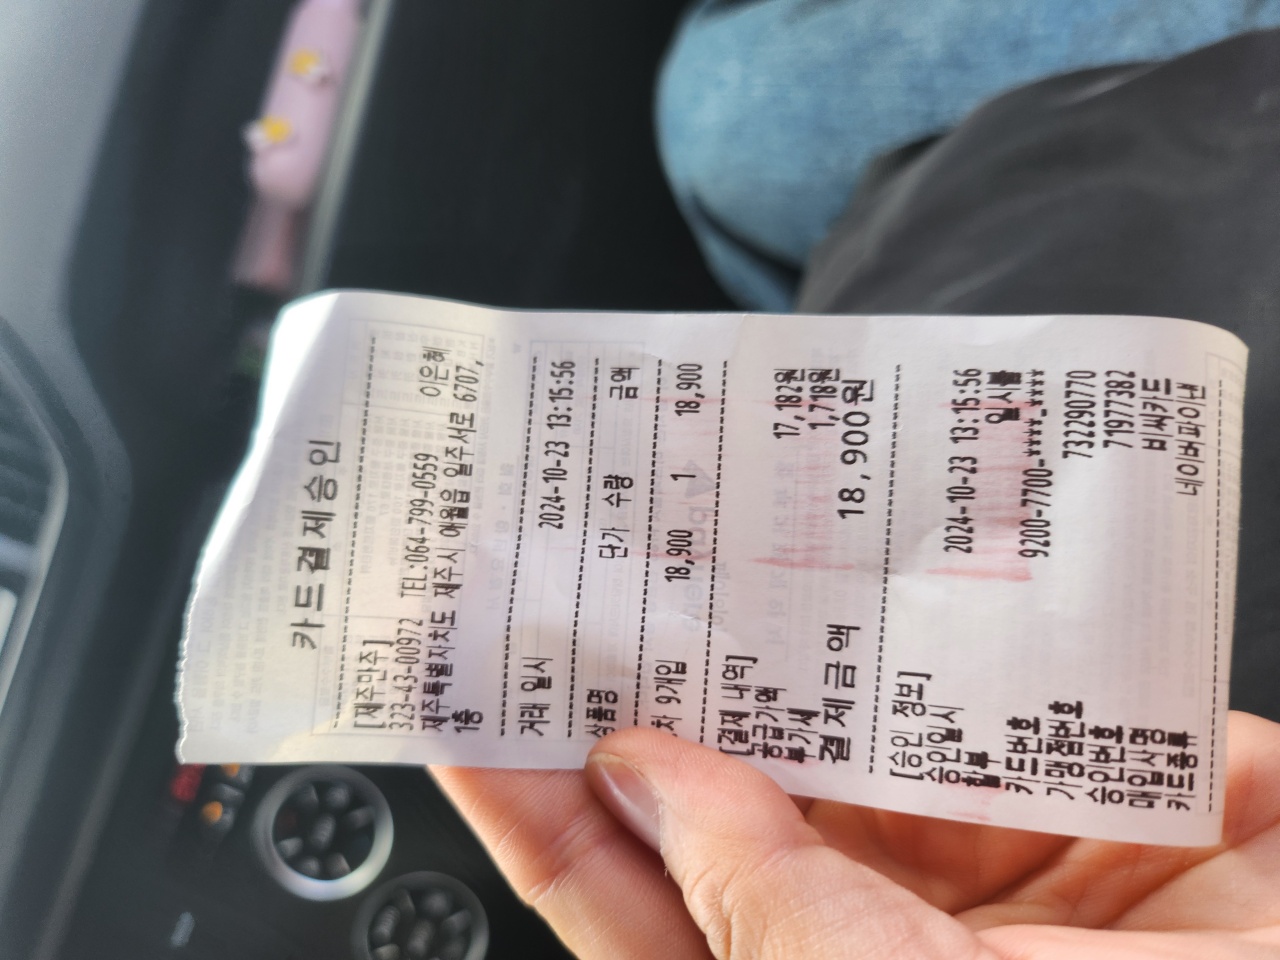 카드결제승인
[제주만주]
323-43-00972 TEL:064-799-0559 이은혜
제주특별자치도 제주시 애월읍 일주서로 6707,
1층
거래 일시 2024-10-23 13:15:56
상품명 단가 수량 금액
9개입 18,900 1 18,900
[결제 내역]
공급가액 17,182원
부가세 1,718원
결제금액 18,900원
[승인 정보]
승인일시 2024-10-23 13:15:56
할부 일시불
카드번호 9200-7700-****-****
가맹점번호 732290770
승인번호 71977382
매입사명 비씨카드
카드종류